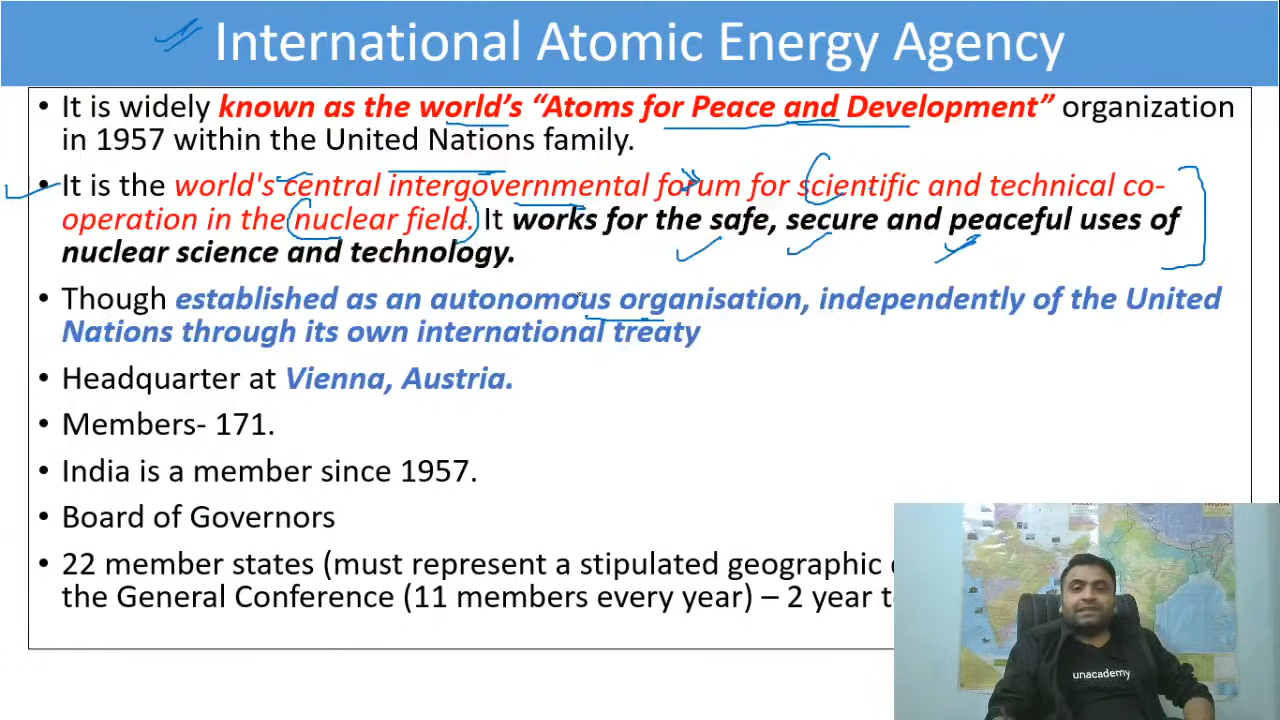 International Atomic Energy Agency
• It is widely known as the world's “Atoms for Peace and Development” organization
in 1957 within the United Nations family.
• It is the world's central intergovernmental forum for scientific and technical co-
operation in the nuclear field. It works for the safe, secure and peaceful uses of
nuclear science and technology.
• Though established as an autonomous organisation, independently of the United
Nations through its own international treaty
• Headquarter at Vienna, Austria.
• Members- 171.
• India is a member since 1957.
• Board of Governors
• 22 member states (must represent a stipulated geographic
the General Conference (11 members every year) – 2 year
unacademy